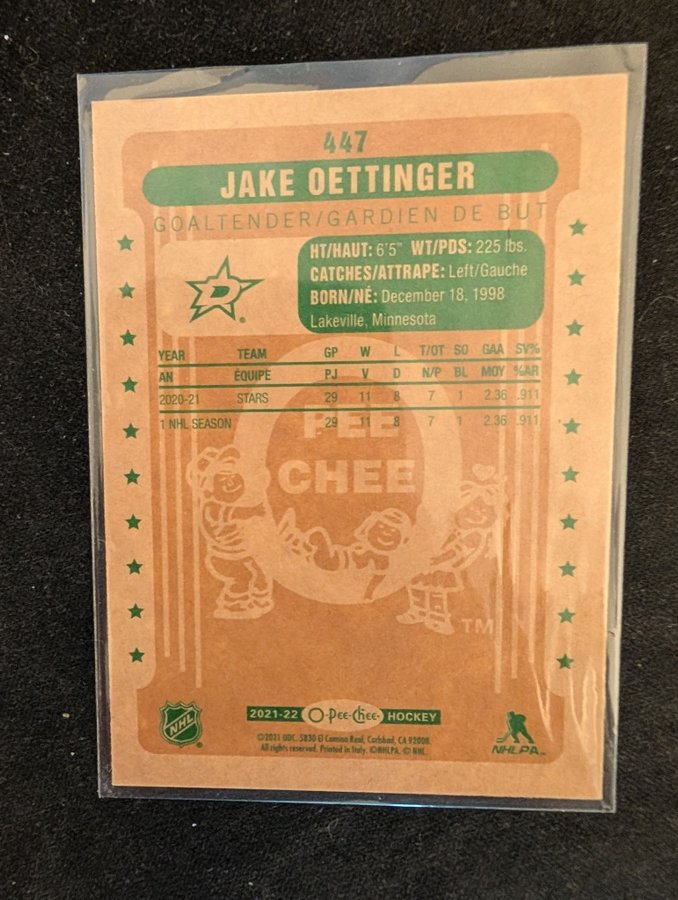 447
JAKE OETTINGER
GOALTENDER/GARDIEN DE BUT
HT/HAUT: 6'5" WT/PDS: 225 lbs.
CATCHES/ATTRAPE: Left/Gauche
BORN/NÉ: December 18, 1998
Lakeville, Minnesota
D
YEAR TEAM GP W L T/OT SO GAA SV%
AN ÉQUIPE PJ V D N/P BL MOY %AR
2020-21 STARS 29 11 8 7 1 2.36 .911
1 NHL SEASON 29 11 8 7 1 2.36 .911
PEE
CHEE
TM
NHL
2021-22 O-Pee-Chee HOCKEY
NHLPA
©2021 UDC. 5830 El Camino Real, Carlsbad, CA 92008.
All rights reserved. Printed in Italy. ©NHLPA. © NHL.